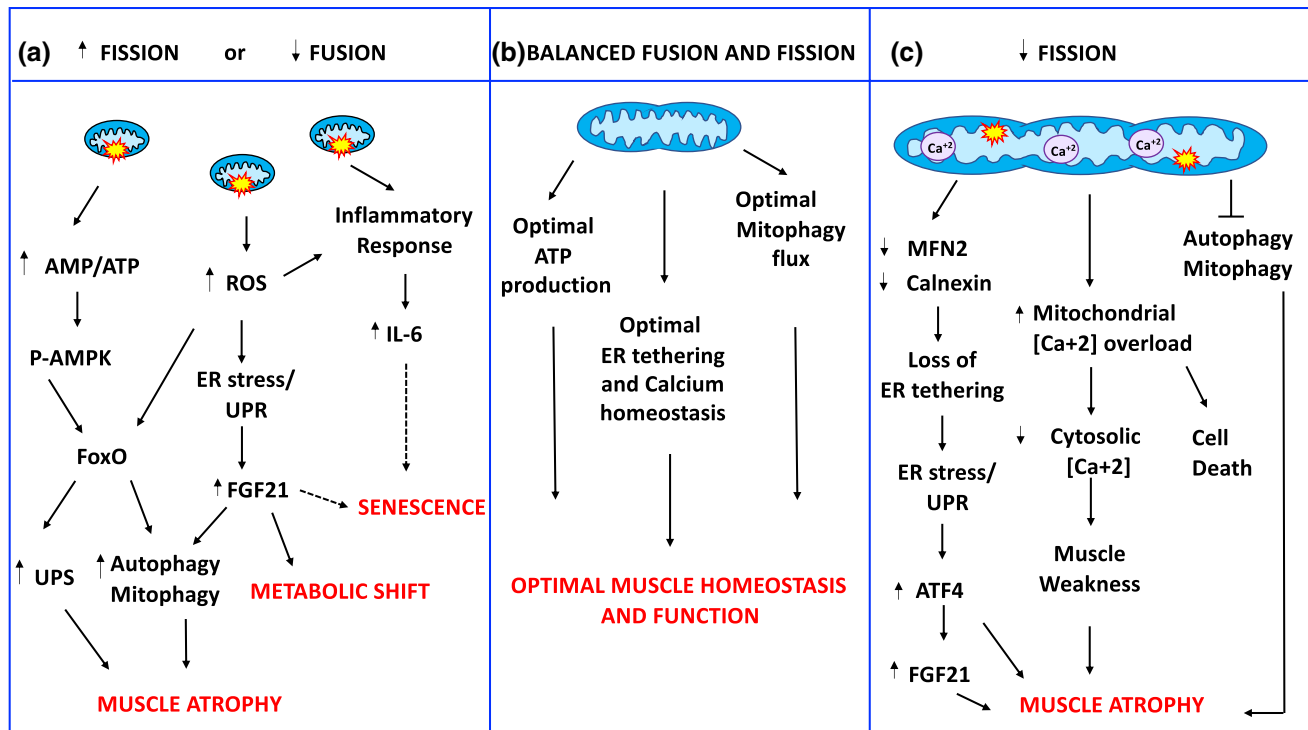 (a) ↑ FISSION or ↓ FUSION
Inflammatory
Response
↑ AMP/ATP
↑ ROS
↑ IL-6
P-AMPK
ER stress/
UPR
FoxO
↑ FGF21
SENESCENCE
↑ UPS
↑ Autophagy
Mitophagy
METABOLIC SHIFT
MUSCLE ATROPHY
(b) BALANCED FUSION AND FISSION
Optimal
ATP
production
Optimal
Mitophagy
flux
Optimal
ER tethering
and Calcium
homeostasis
OPTIMAL MUSCLE HOMEOSTASIS
AND FUNCTION
(c) ↓ FISSION
Ca+2
Ca+2
Ca+2
↓ MFN2
↓ Calnexin
Autophagy
Mitophagy
Loss of
ER tethering
↑ Mitochondrial
[Ca+2] overload
ER stress/
UPR
↓ Cytosolic
[Ca+2]
Cell
Death
↑ ATF4
Muscle
Weakness
↑ FGF21
MUSCLE ATROPHY